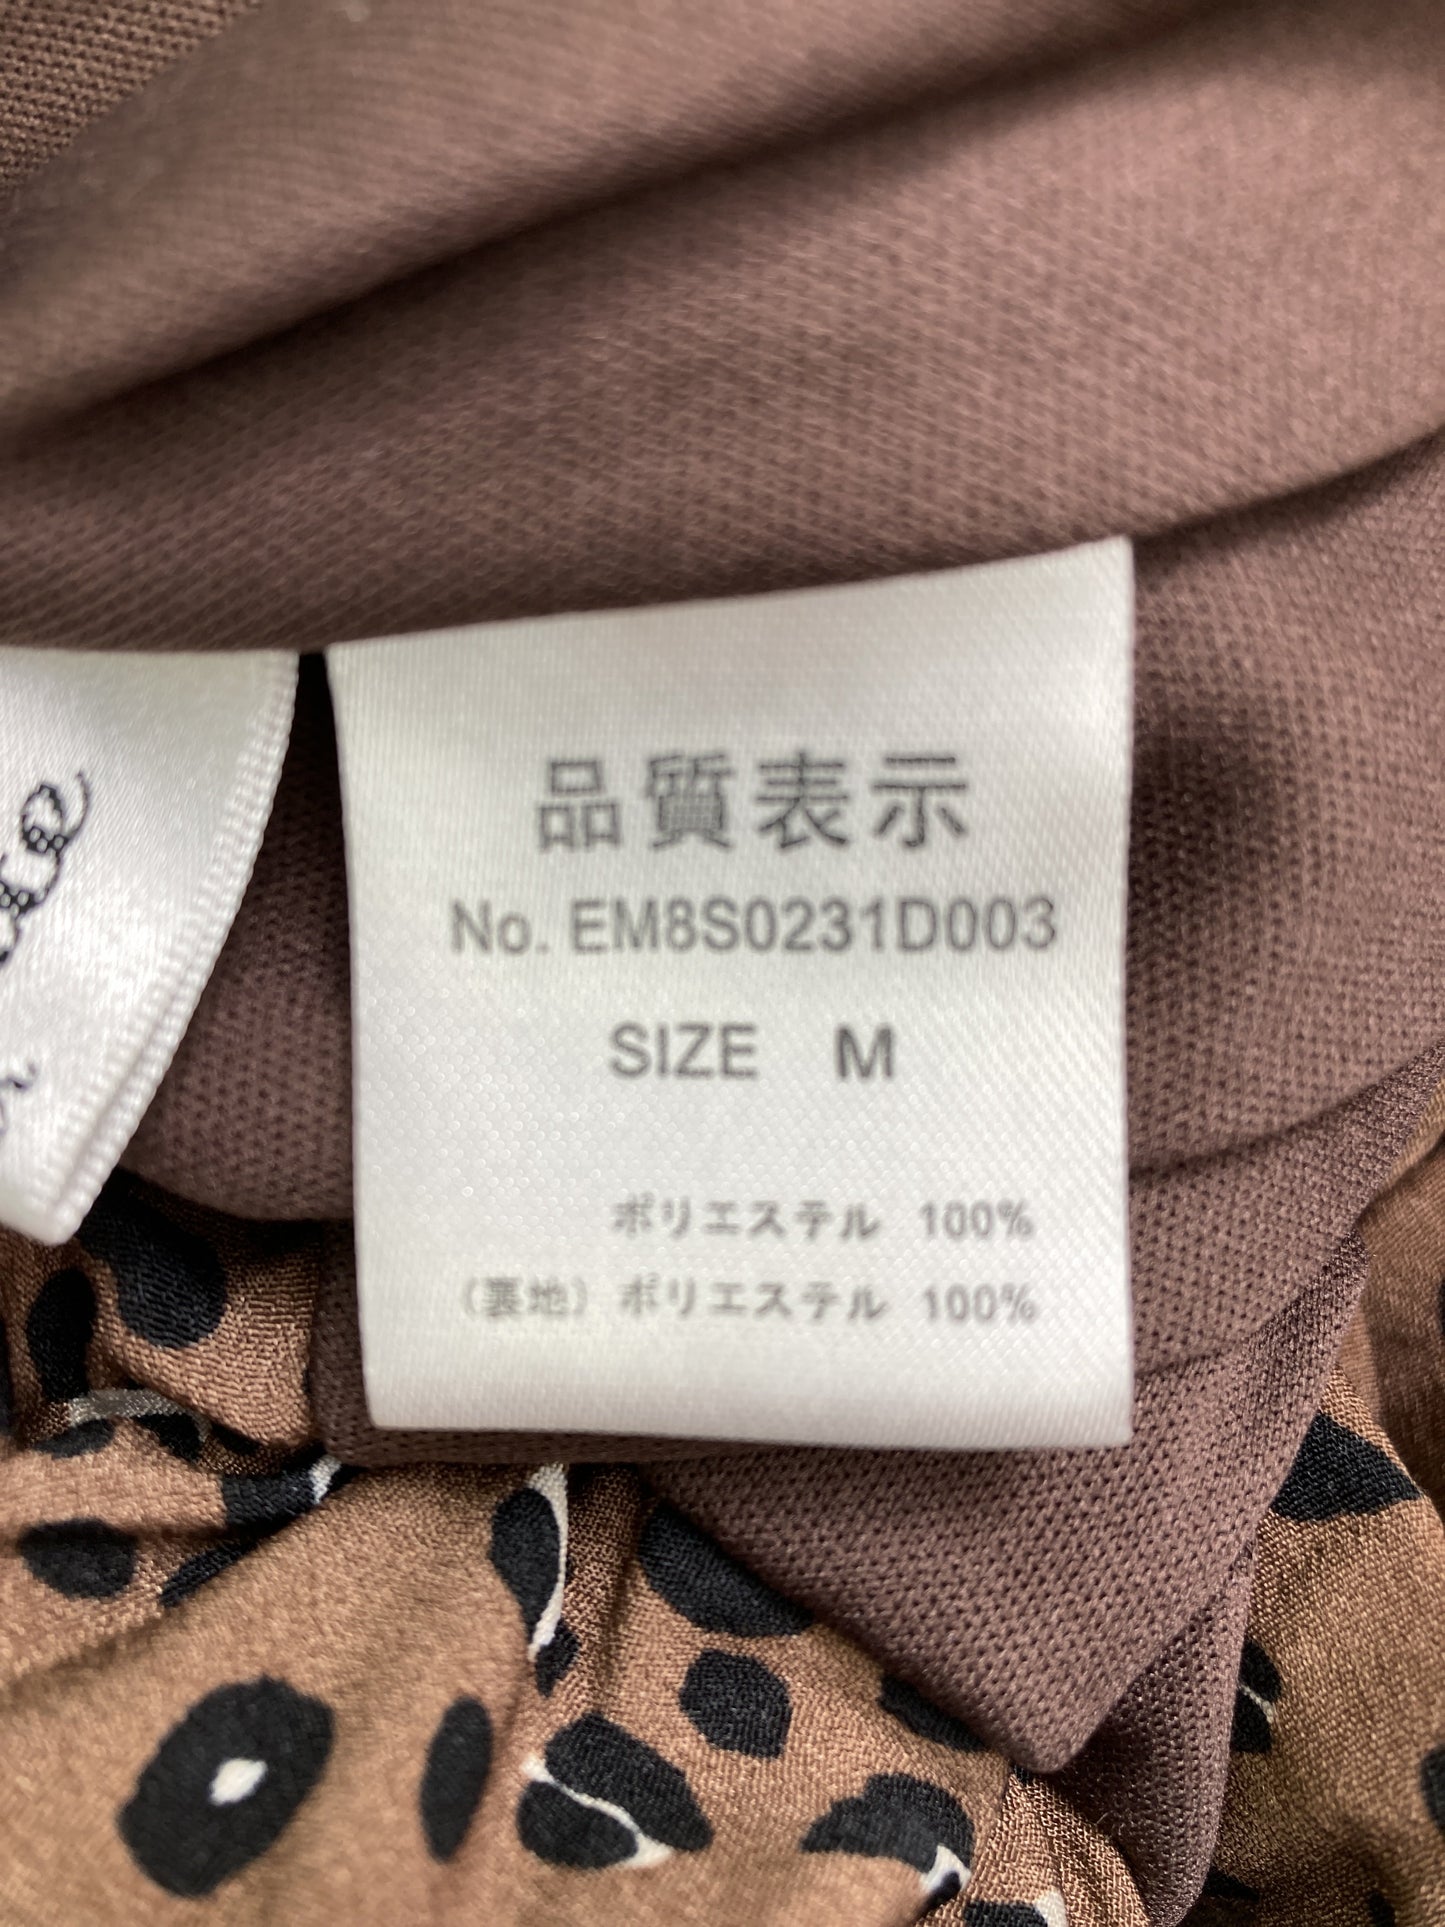 品質表示
No. EM8S0231D003
SIZE M
ポリエステル 100%
（裏地）ポリエステル 100%